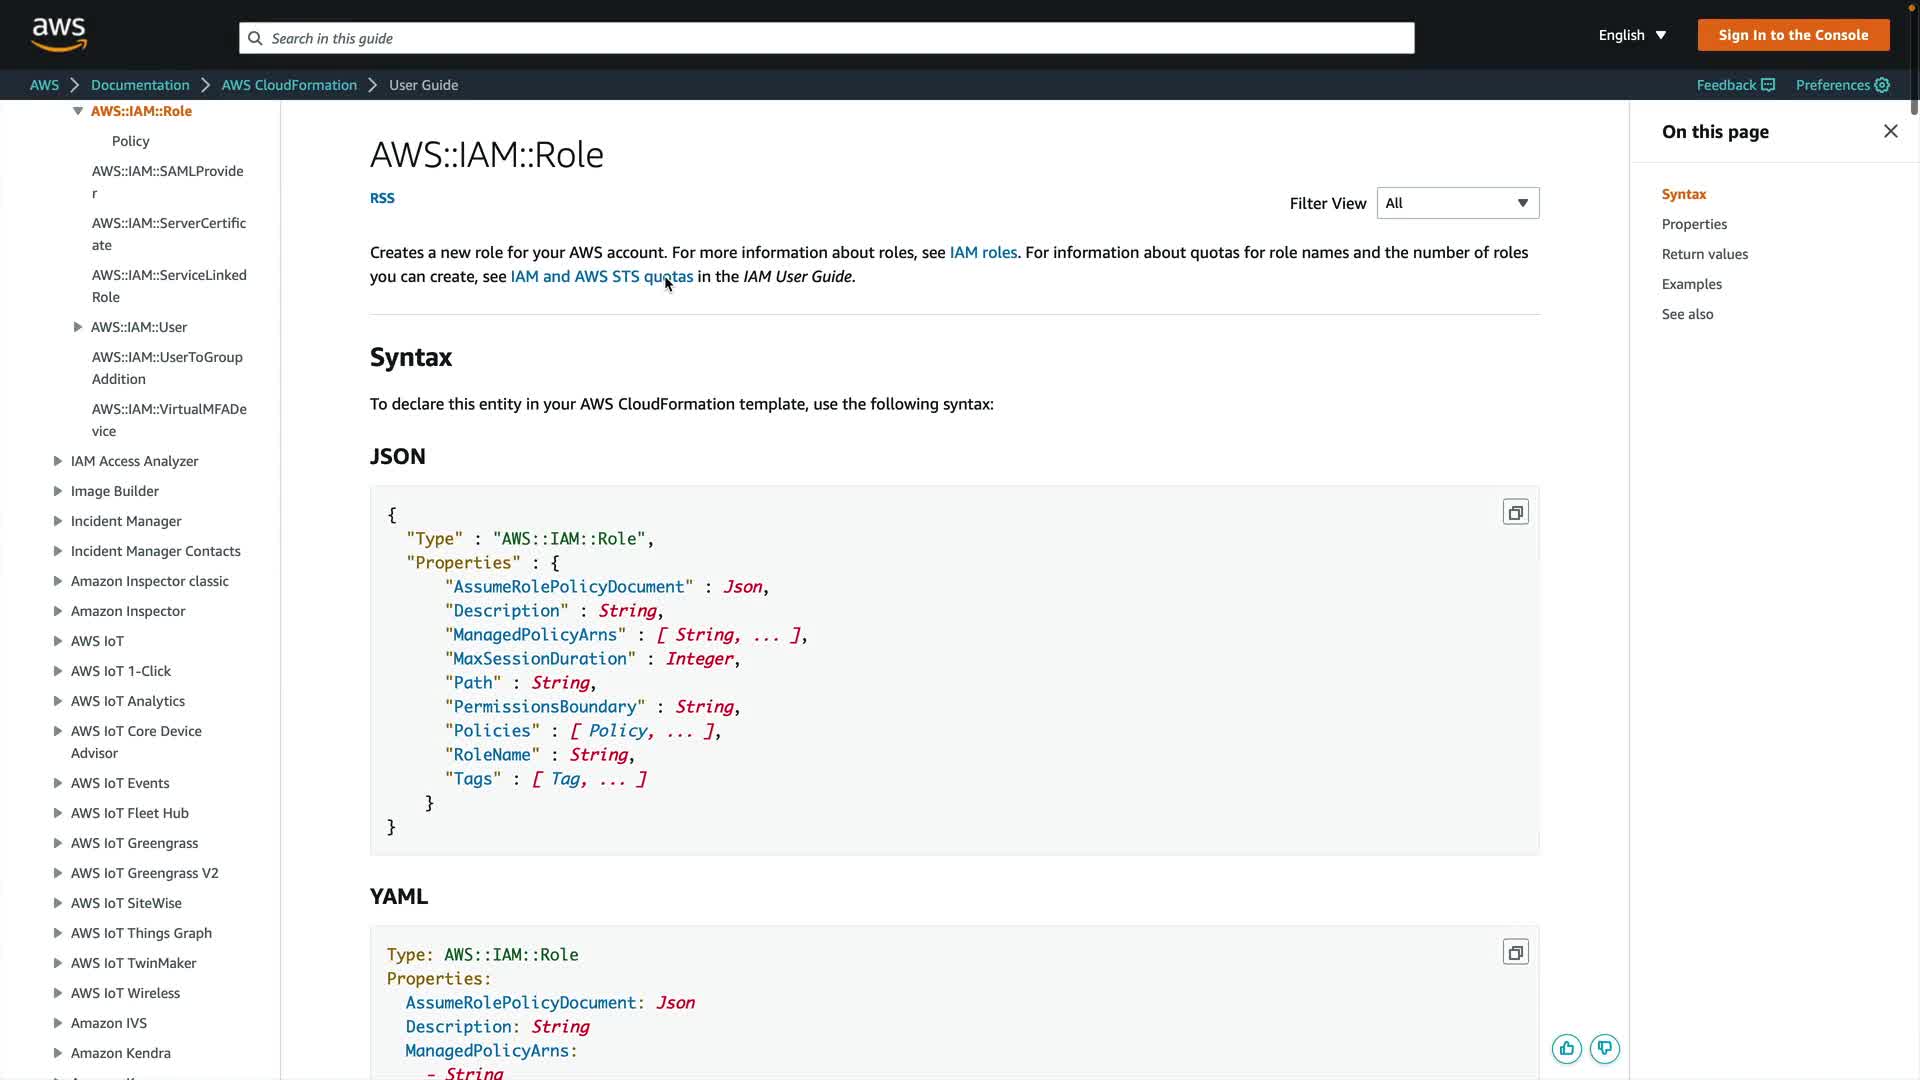 aws
Search in this guide
English
Sign In to the Console
AWS
Documentation
AWS CloudFormation
User Guide
Feedback
Preferences
AWS::IAM::Role
Policy
AWS::IAM::SAMLProvide
r
AWS::IAM::ServerCertific
ate
AWS::IAM::ServiceLinked
Role
AWS::IAM::User
AWS::IAM::UserToGroup
Addition
AWS::IAM::VirtualMFADe
vice
IAM Access Analyzer
Image Builder
Incident Manager
Incident Manager Contacts
Amazon Inspector classic
Amazon Inspector
AWS IoT
AWS IoT 1-Click
AWS IoT Analytics
AWS IoT Core Device
Advisor
AWS IoT Events
AWS IoT Fleet Hub
AWS IoT Greengrass
AWS IoT Greengrass V2
AWS IoT SiteWise
AWS IoT Things Graph
AWS IoT TwinMaker
AWS IoT Wireless
Amazon IVS
Amazon Kendra
AWS::IAM::Role
RSS
Filter View
All
Creates a new role for your AWS account. For more information about roles, see IAM roles. For information about quotas for role names and the number of roles
you can create, see IAM and AWS STS quotas in the IAM User Guide.
Syntax
To declare this entity in your AWS CloudFormation template, use the following syntax:
JSON
{
"Type" : "AWS::IAM::Role",
"Properties" : {
"AssumeRolePolicyDocument" : Json,
"Description" : String,
"ManagedPolicyArns" : [ String, ... ],
"MaxSessionDuration" : Integer,
"Path" : String,
"PermissionsBoundary" : String,
"Policies" : [ Policy, ... ],
"RoleName" : String,
"Tags" : [ Tag, ... ]
}
}
YAML
Type: AWS::IAM::Role
Properties:
AssumeRolePolicyDocument: Json
Description: String
ManagedPolicyArns:
- String
On this page
Syntax
Properties
Return values
Examples
See also